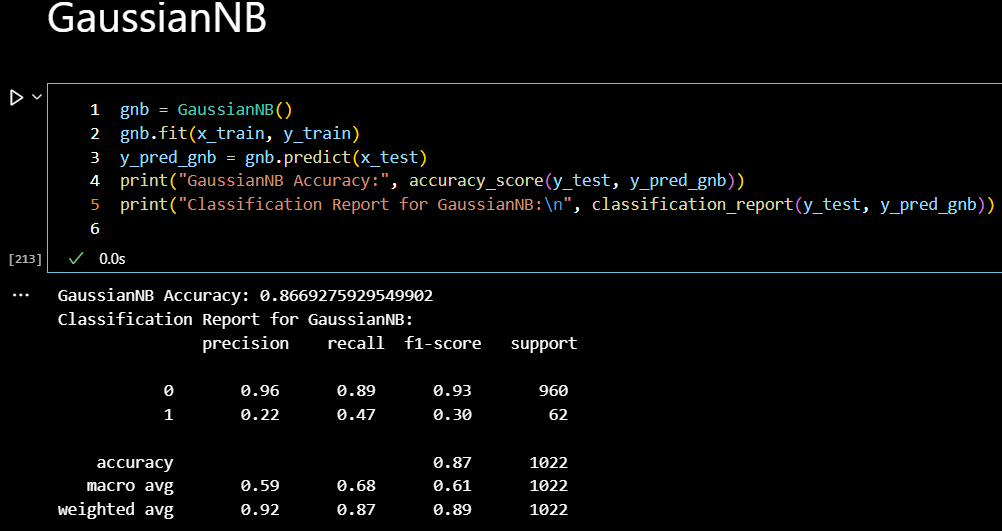 GaussianNB
1 gnb = GaussianNB()
2 gnb.fit(x_train, y_train)
3 y_pred_gnb = gnb.predict(x_test)
4 print("GaussianNB Accuracy:", accuracy_score(y_test, y_pred_gnb))
5 print("Classification Report for GaussianNB:\n", classification_report(y_test, y_pred_gnb))
6
[213] 0.0s
GaussianNB Accuracy: 0.8669275929549902
Classification Report for GaussianNB:
precision recall f1-score support
0 0.96 0.89 0.93 960
1 0.22 0.47 0.30 62
accuracy 0.87 1022
macro avg 0.59 0.68 0.61 1022
weighted avg 0.92 0.87 0.89 1022